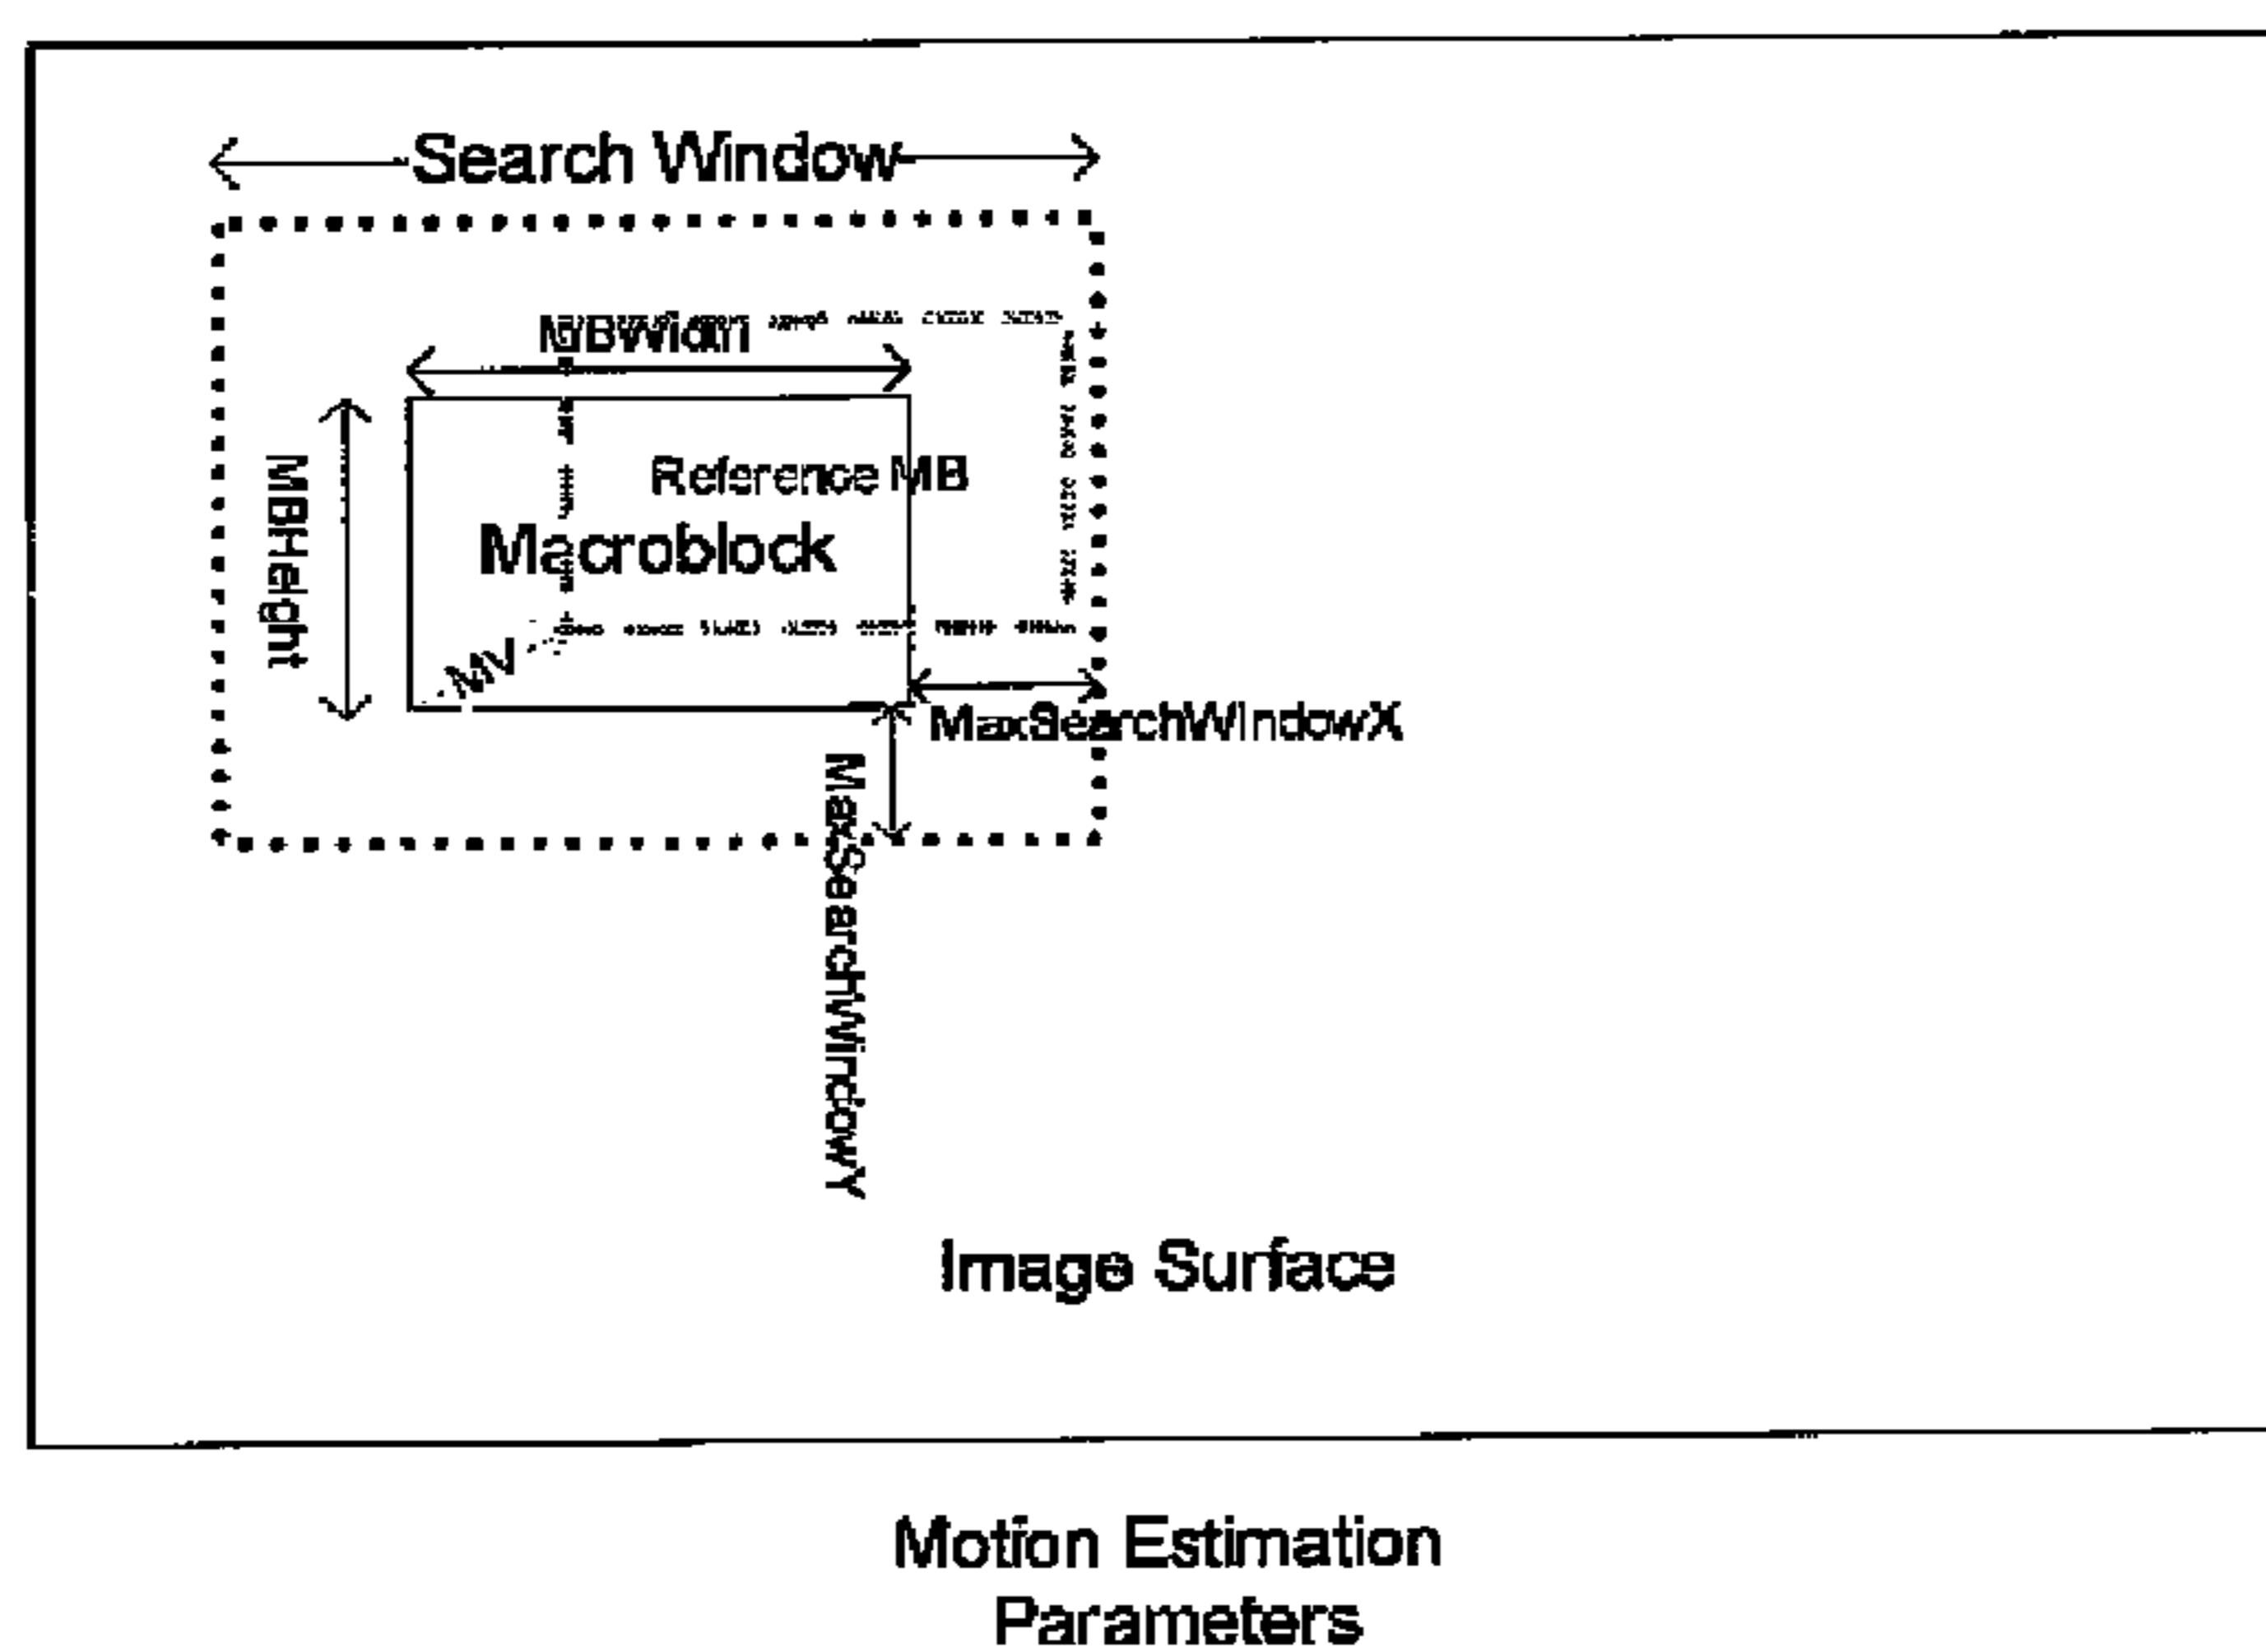 Search Window
MBWidth
Reference MB
MBHeight
Macroblock
MV
MaxSearchWindowX
MaxSearchWindowY
Image Surface
Motion Estimation
Parameters